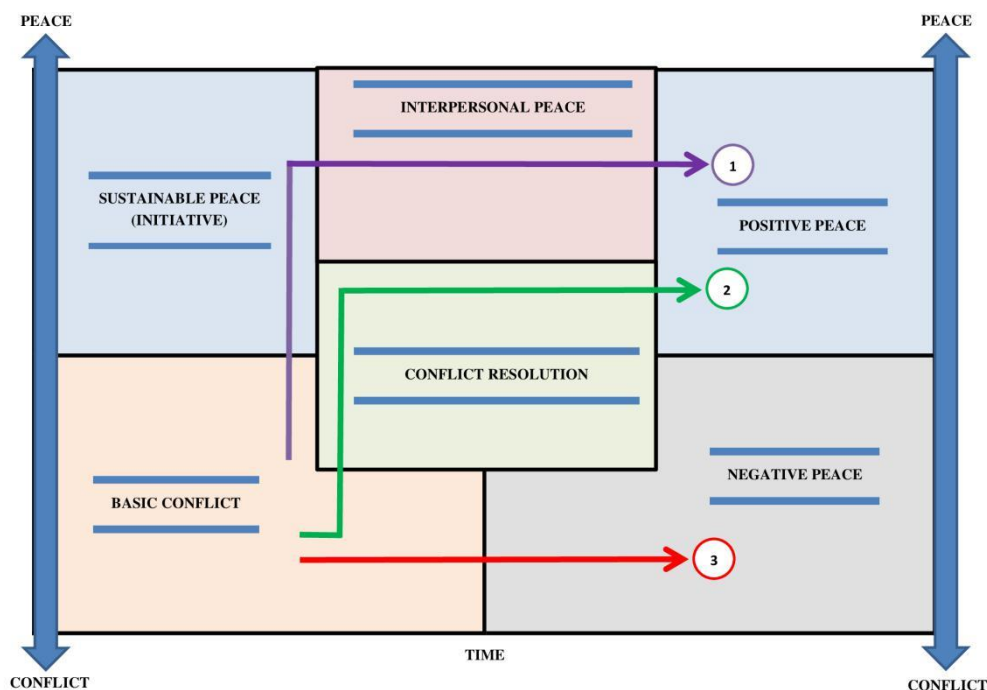 PEACE
PEACE
INTERPERSONAL PEACE
1
SUSTAINABLE PEACE
(INITIATIVE)
POSITIVE PEACE
2
CONFLICT RESOLUTION
NEGATIVE PEACE
BASIC CONFLICT
3
TIME
CONFLICT
CONFLICT